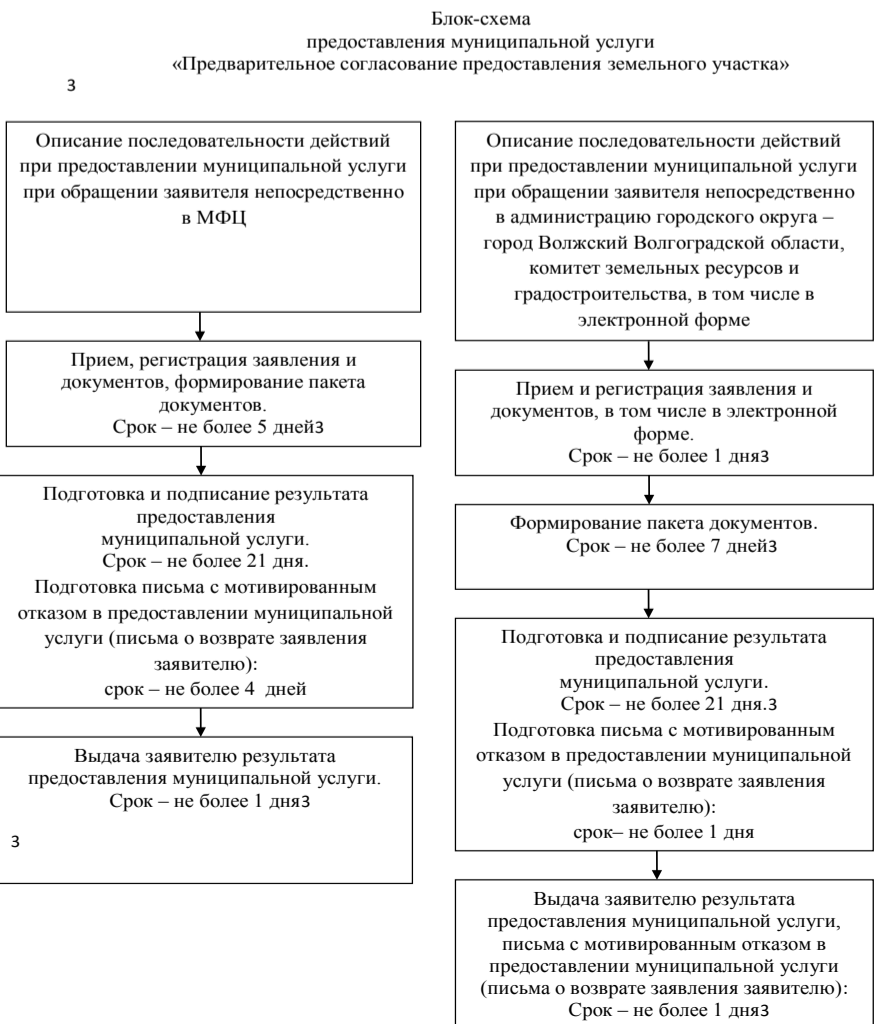 Блок-схема
предоставления муниципальной услуги
«Предварительное согласование предоставления земельного участка»
3
Описание последовательности действий
при предоставлении муниципальной услуги
при обращении заявителя непосредственно
в МФЦ
Прием, регистрация заявления и
документов, формирование пакета
документов.
Срок – не более 5 дней3
Подготовка и подписание результата
предоставления
муниципальной услуги.
Срок – не более 21 дня.
Подготовка письма с мотивированным
отказом в предоставлении муниципальной
услуги (письма о возврате заявления
заявителю):
срок – не более 4  дней
Выдача заявителю результата
предоставления муниципальной услуги.
Срок – не более 1 дня3
3
Описание последовательности действий
при предоставлении муниципальной услуги
при обращении заявителя непосредственно
в администрацию городского округа –
город Волжский Волгоградской области,
комитет земельных ресурсов и
градостроительства, в том числе в
электронной форме
Прием и регистрация заявления и
документов, в том числе в электронной
форме.
Срок – не более 1 дня3
Формирование пакета документов.
Срок – не более 7 дней3
Подготовка и подписание результата
предоставления
муниципальной услуги.
Срок – не более 21 дня.3
Подготовка письма с мотивированным
отказом в предоставлении муниципальной
услуги (письма о возврате заявления
заявителю):
срок– не более 1 дня
Выдача заявителю результата
предоставления муниципальной услуги,
письма с мотивированным отказом в
предоставлении муниципальной услуги
(письма о возврате заявления заявителю):
Срок – не более 1 дня3